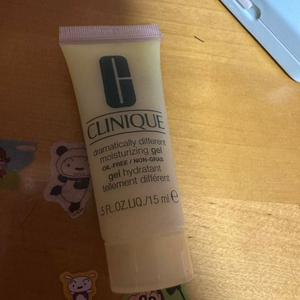 CLINIQUE
dramatically different
moisturizing gel
OIL-FREE / NON-GRAS
gel hydratant
tellement différent
.5 FL.OZ.LIQ./15 ml e